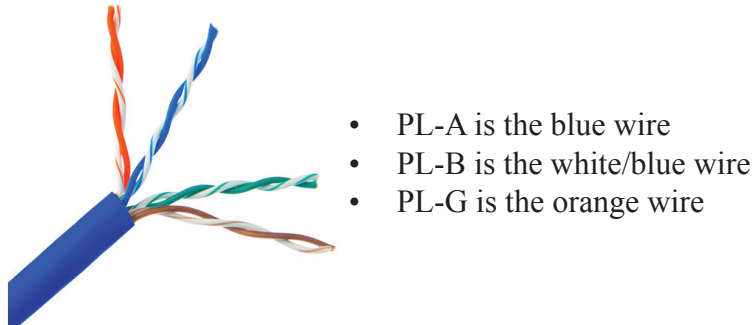 • PL-A is the blue wire
• PL-B is the white/blue wire
• PL-G is the orange wire